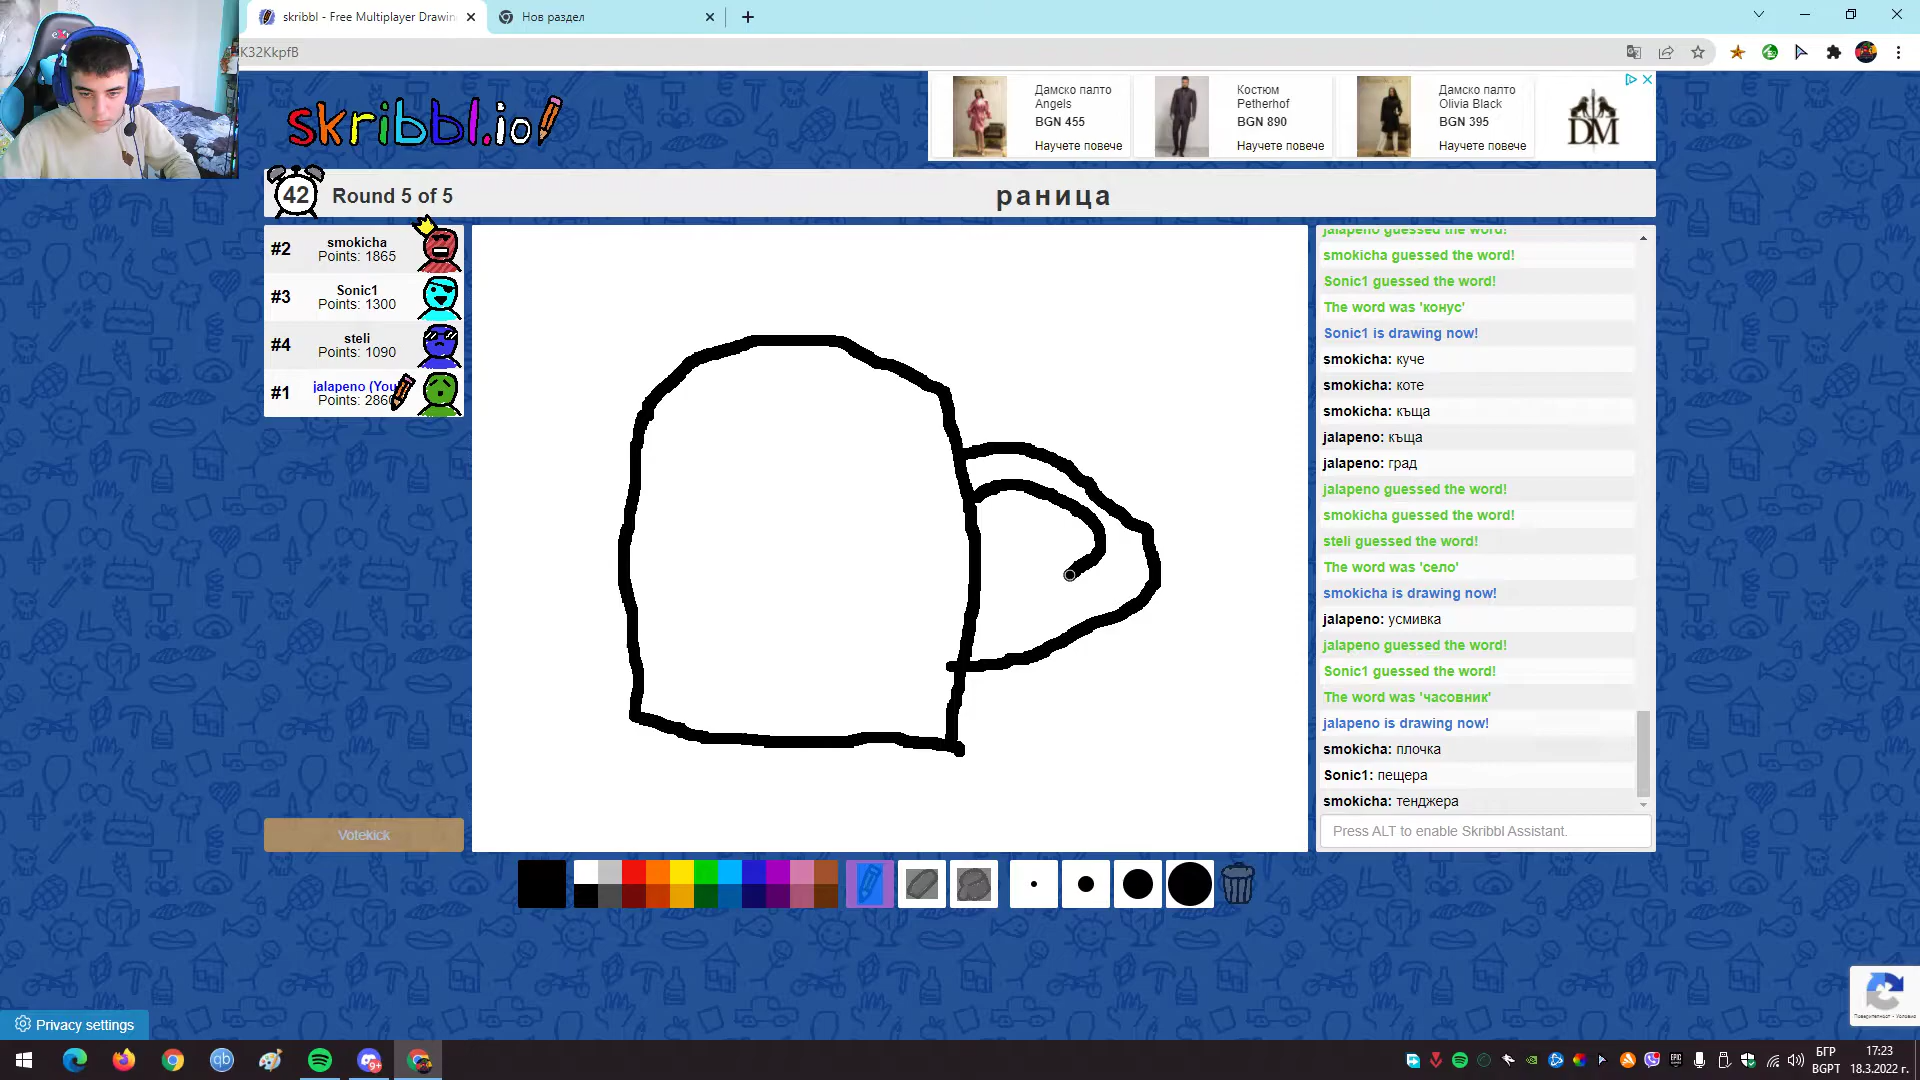 skribbl - Free Multiplayer Drawin
Нов раздел
K32KkpfB
skribbl.io
Дамско палто
Angels
BGN 455
Научете повече
Костюм
Petherhof
BGN 890
Научете повече
Дамско палто
Olivia Black
BGN 395
Научете повече
DM
42
Round 5 of 5
раница
#2
smokicha
Points: 1865
#3
Sonic1
Points: 1300
#4
steli
Points: 1090
#1
jalapeno (You
Points: 2860
jalapeno guessed the word!
smokicha guessed the word!
Sonic1 guessed the word!
The word was 'конус'
Sonic1 is drawing now!
smokicha: куче
smokicha: коте
smokicha: къща
jalapeno: къща
jalapeno: град
jalapeno guessed the word!
smokicha guessed the word!
steli guessed the word!
The word was 'село'
smokicha is drawing now!
jalapeno: усмивка
jalapeno guessed the word!
Sonic1 guessed the word!
The word was 'часовник'
jalapeno is drawing now!
smokicha: плочка
Sonic1: пещера
smokicha: тенджера
Press ALT to enable Skribbl Assistant.
Votekick
Privacy settings
БГР
BGPT
17:23
18.3.2022 г.